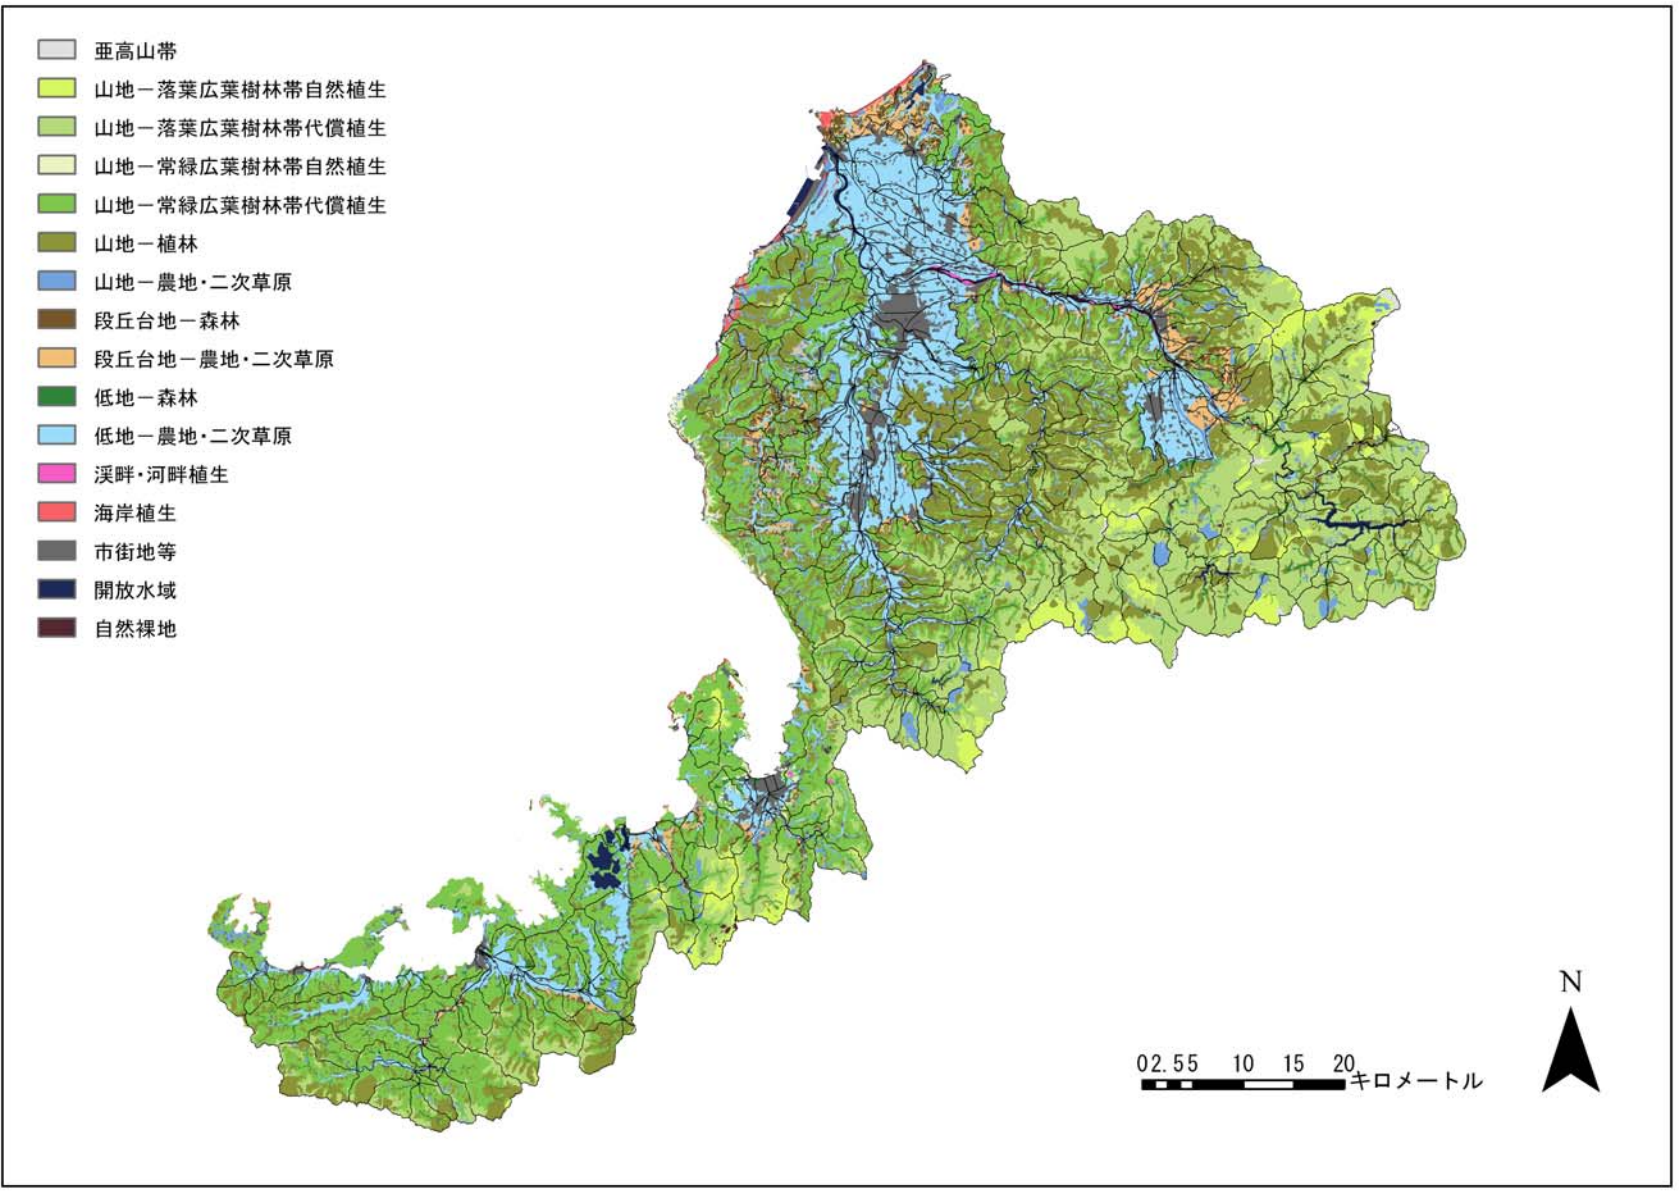 亜高山帯
山地－落葉広葉樹林帯自然植生
山地－落葉広葉樹林帯代償植生
山地－常緑広葉樹林帯自然植生
山地－常緑広葉樹林帯代償植生
山地－植林
山地－農地・二次草原
段丘台地－森林
段丘台地－農地・二次草原
低地－森林
低地－農地・二次草原
渓畔・河畔植生
海岸植生
市街地等
開放水域
自然裸地
N
02.55 10 15 20
キロメートル